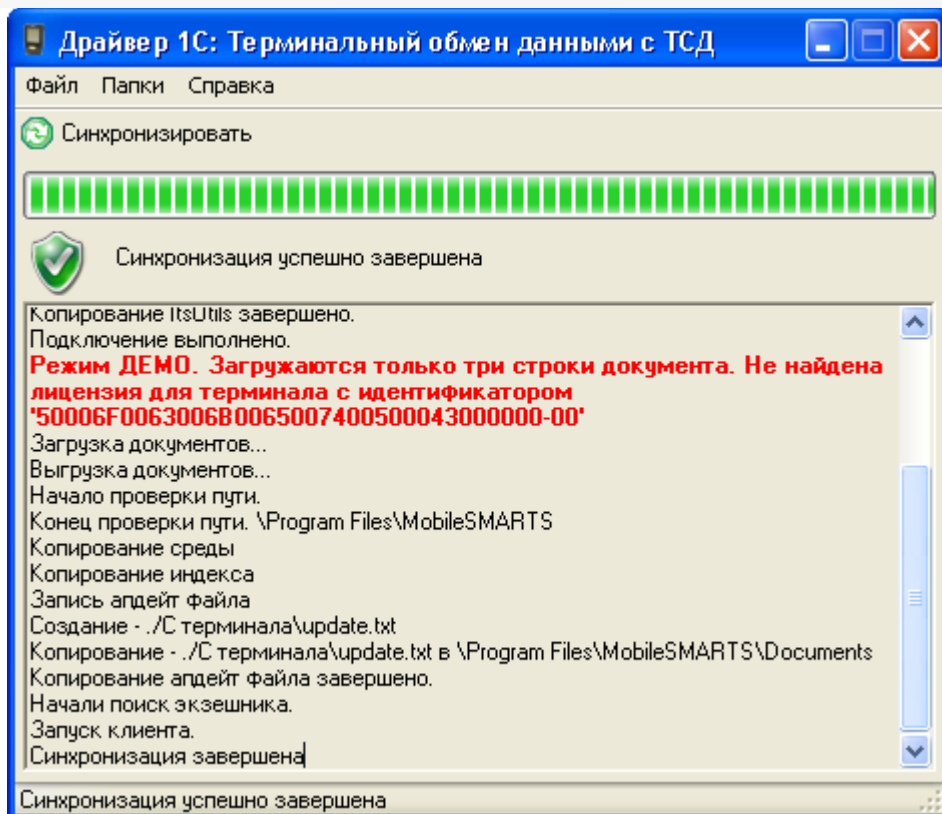 Драйвер 1С: Терминальный обмен данными с ТСД
Файл Папки Справка
Синхронизировать
Синхронизация успешно завершена
Копирование ItsUtils завершено.
Подключение выполнено.
Режим ДЕМО. Загружаются только три строки документа. Не найдена
лицензия для терминала с идентификатором
'50006F0063006B0065007400500043000000-00'
Загрузка документов...
Выгрузка документов...
Начало проверки пути.
Конец проверки пути. \Program Files\MobileSMARTS
Копирование среды
Копирование индекса
Запись апдейт файла
Создание - ./С терминала\update.txt
Копирование - ./С терминала\update.txt в \Program Files\MobileSMARTS\Documents
Копирование апдейт файла завершено.
Начали поиск экзешника.
Запуск клиента.
Синхронизация завершена
Синхронизация успешно завершена